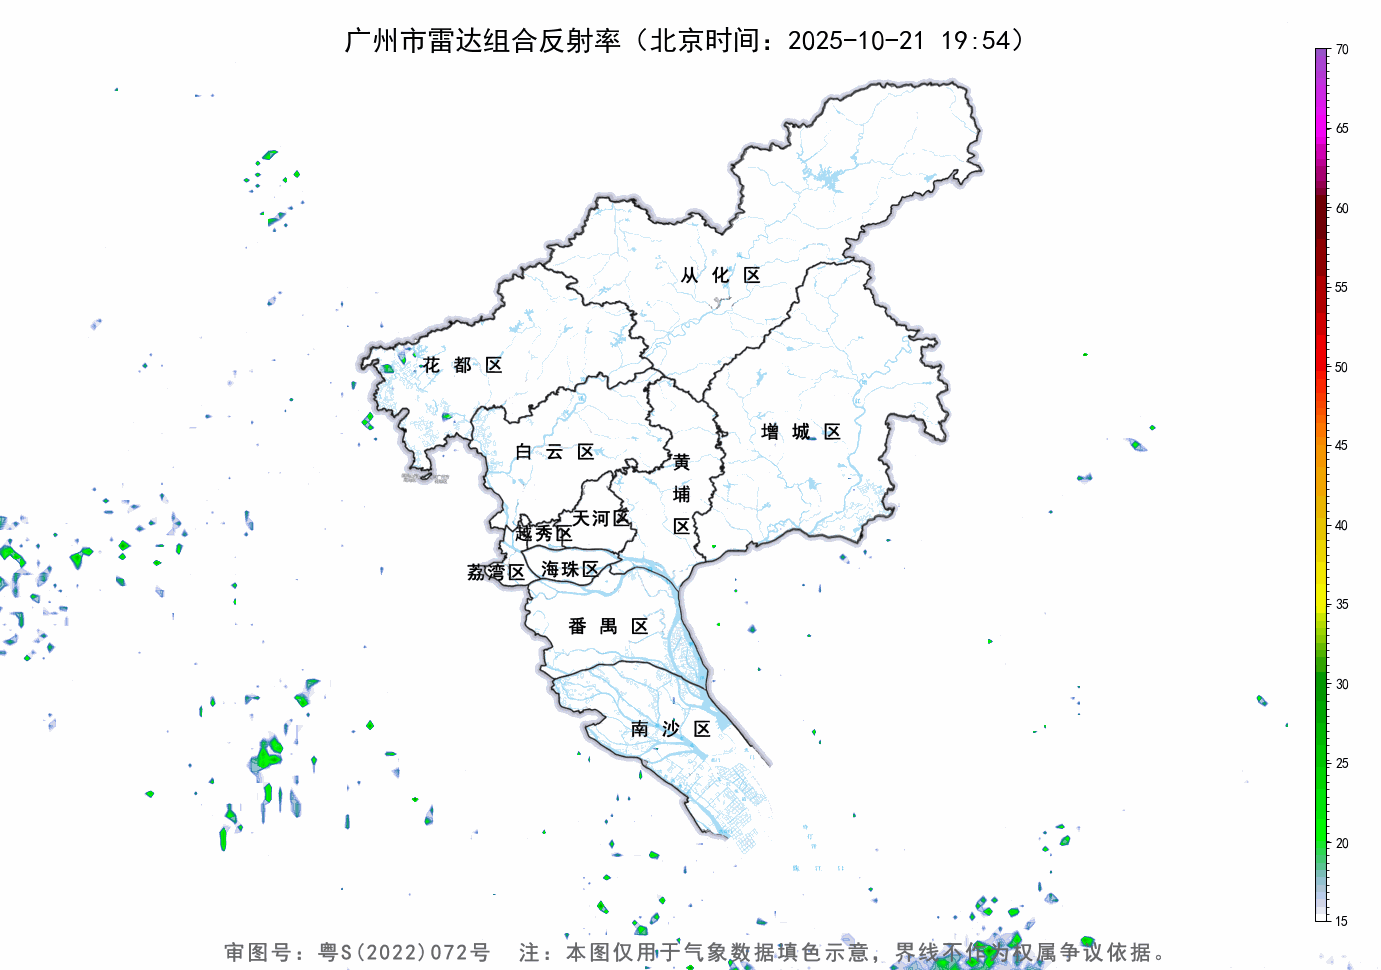 广州市雷达组合反射率（北京时间：2025-10-21 19:54）
70
65
60
55
50
45
40
35
30
25
20
15
从化区
花都区
增城区
白云区
黄埔区
天河区
越秀区
荔湾区
海珠区
番禺区
南沙区
审图号：粤S(2022)072号 注：本图仅用于气象数据填色示意，界线不作为权属争议依据。